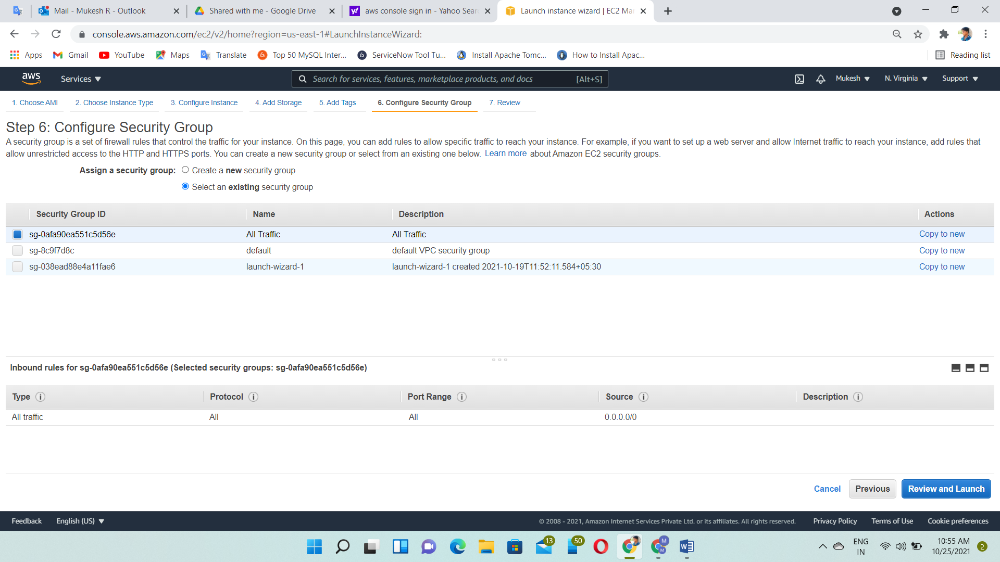 Mail - Mukesh R - Outlook
Shared with me - Google Drive
aws console sign in - Yahoo Sear
Launch instance wizard | EC2 Ma
console.aws.amazon.com/ec2/v2/home?region=us-east-1#LaunchInstanceWizard:
Apps
Gmail
YouTube
Maps
Translate
Top 50 MySQL Inter...
ServiceNow Tool Tu...
Install Apache Tomc...
How to Install Apac...
Reading list
aws
Services
Search for services, features, marketplace products, and docs
[Alt+S]
Mukesh
N. Virginia
Support
1. Choose AMI
2. Choose Instance Type
3. Configure Instance
4. Add Storage
5. Add Tags
6. Configure Security Group
7. Review
Step 6: Configure Security Group
A security group is a set of firewall rules that control the traffic for your instance. On this page, you can add rules to allow specific traffic to reach your instance. For example, if you want to set up a web server and allow Internet traffic to reach your instance, add rules that
allow unrestricted access to the HTTP and HTTPS ports. You can create a new security group or select from an existing one below. Learn more about Amazon EC2 security groups.
Assign a security group: Create a new security group
Select an existing security group
Security Group ID Name Description Actions
sg-0afa90ea551c5d56e All Traffic All Traffic Copy to new
sg-8c9f7d8c default default VPC security group Copy to new
sg-038ead88e4a11fae6 launch-wizard-1 launch-wizard-1 created 2021-10-19T11:52:11.584+05:30 Copy to new
Inbound rules for sg-0afa90ea551c5d56e (Selected security groups: sg-0afa90ea551c5d56e)
Type Protocol Port Range Source Description
All traffic All All 0.0.0.0/0
Cancel Previous Review and Launch
Feedback English (US) © 2008 - 2021, Amazon Internet Services Private Ltd. or its affiliates. All rights reserved. Privacy Policy Terms of Use Cookie preferences
13
50
M
M
ENG
IN
10:55 AM
10/25/2021
2